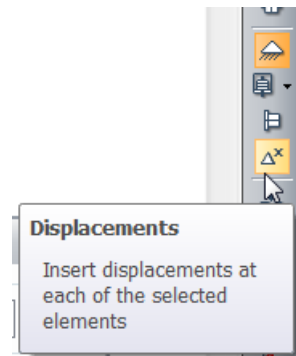 Displacements
Insert displacements at
each of the selected
elements